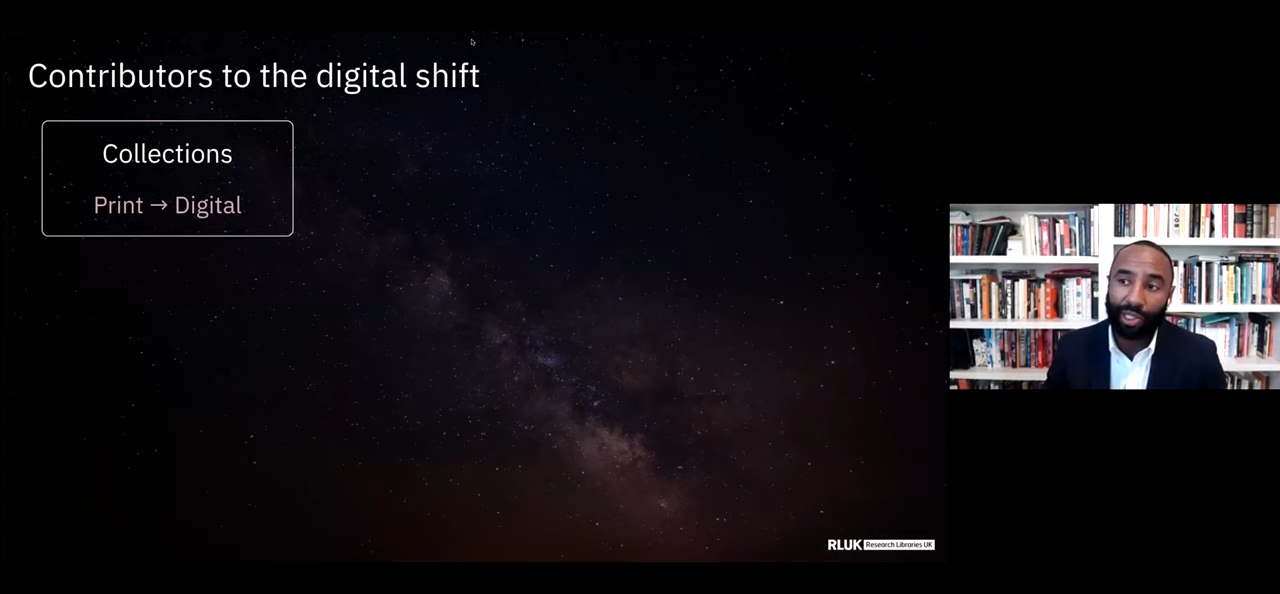 Contributors to the digital shift
Collections
Print → Digital
RLUK Research Libraries UK